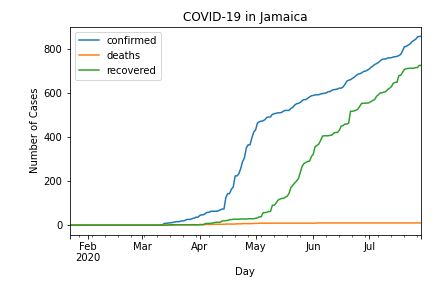 COVID-19 in Jamaica
confirmed
deaths
recovered
Number of Cases
800
600
400
200
0
Feb Mar Apr May Jun Jul
2020
Day